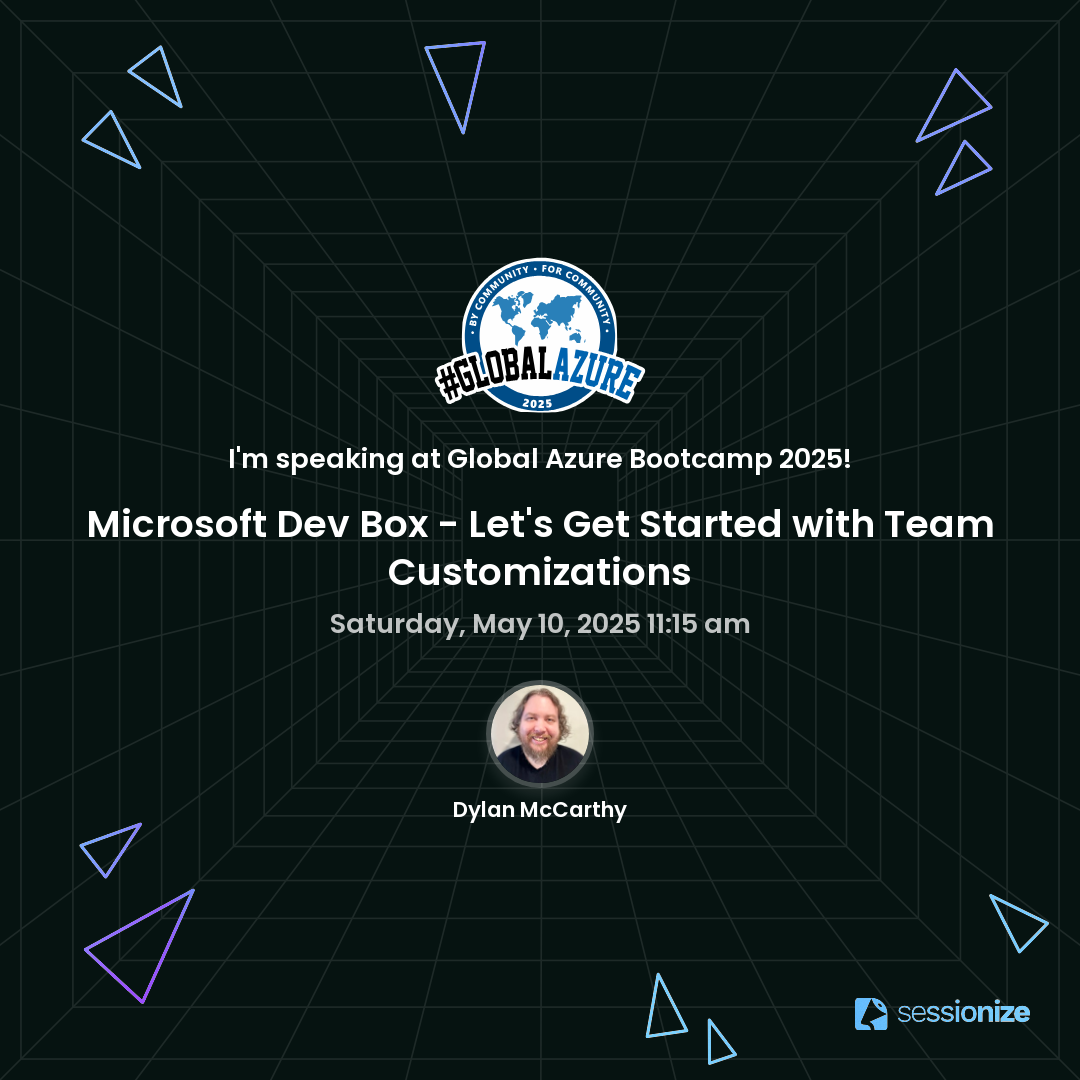 • BY COMMUNITY • FOR COMMUNITY •
#GLOBALAZURE
2025
I'm speaking at Global Azure Bootcamp 2025!
Microsoft Dev Box - Let's Get Started with Team
Customizations
Saturday, May 10, 2025 11:15 am
Dylan McCarthy
sessionize